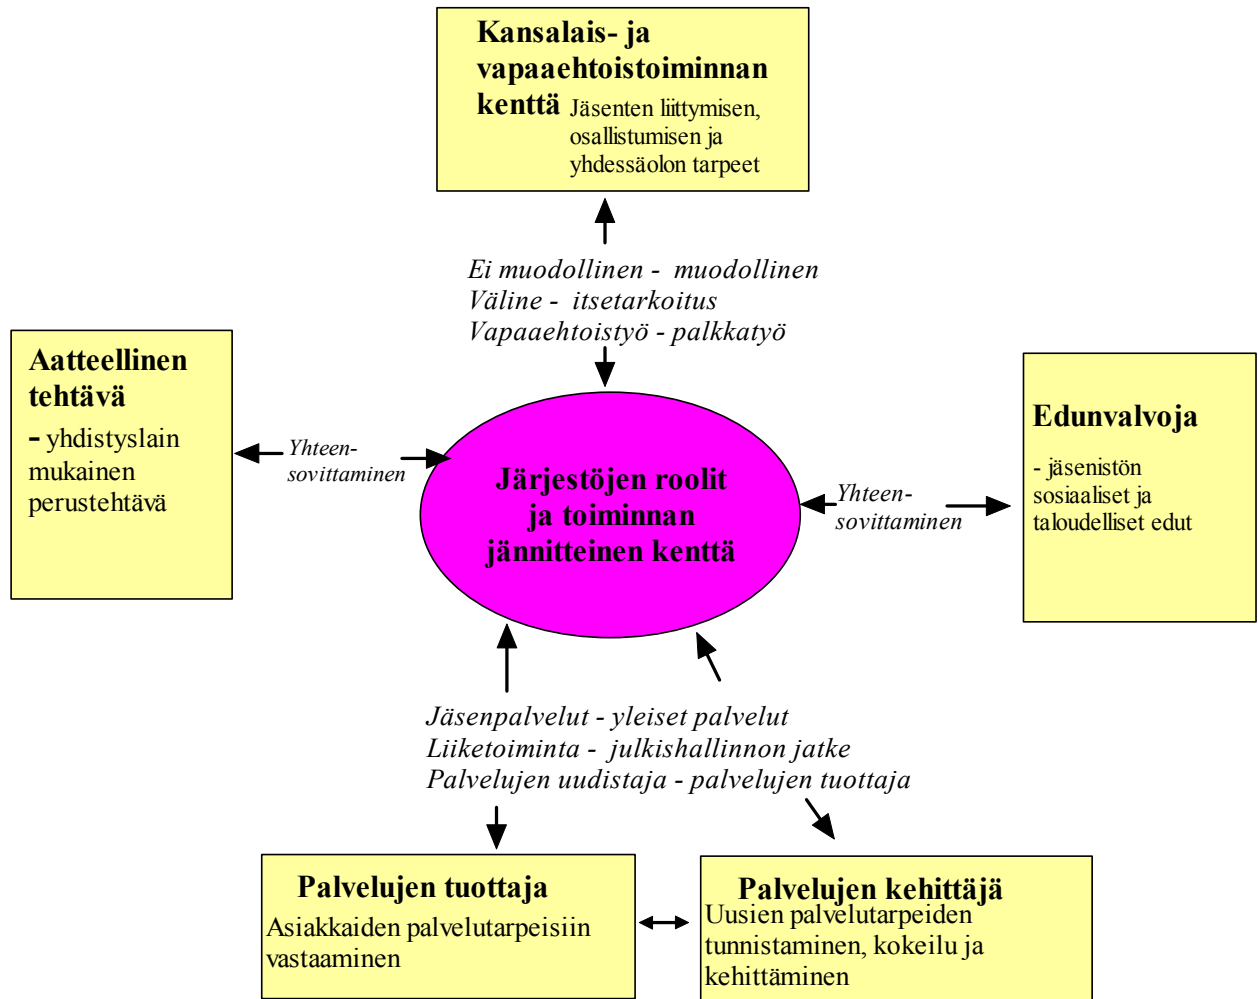 Kansalais- ja
vapaaehtoistoiminnan
kenttä Jäsenten liittymisen,
osallistumisen ja
yhdessäolon tarpeet
Ei muodollinen - muodollinen
Väline - itsetarkoitus
Vapaaehtoistyö - palkkatyö
Aatteellinen
tehtävä
- yhdistyslain
mukainen
perustehtävä
Yhteen-
sovittaminen
Järjestöjen roolit
ja toiminnan
jännitteinen kenttä
Yhteen-
sovittaminen
Edunvalvoja
- jäsenistön
sosiaaliset ja
taloudelliset edut
Jäsenpalvelut - yleiset palvelut
Liiketoiminta - julkishallinnon jatke
Palvelujen uudistaja - palvelujen tuottaja
Palvelujen tuottaja
Asiakkaiden palvelutarpeisiin
vastaaminen
Palvelujen kehittäjä
Uusien palvelutarpeiden
tunnistaminen, kokeilu ja
kehittäminen